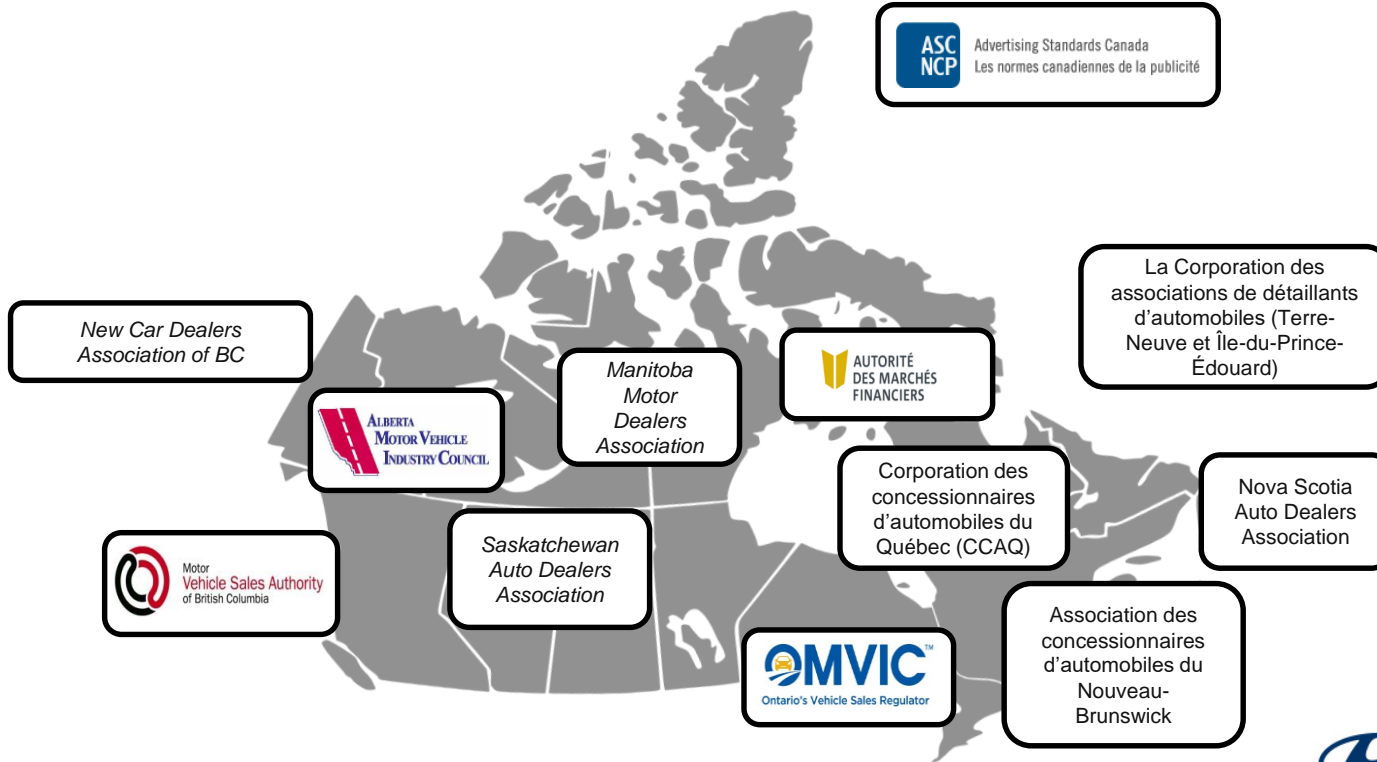 ASC
NCP
Advertising Standards Canada
Les normes canadiennes de la publicité
La Corporation des
associations de détaillants
d'automobiles (Terre-
Neuve et Île-du-Prince-
Édouard)
New Car Dealers
Association of BC
Manitoba
Motor
Dealers
Association
AUTORITÉ
DES MARCHÉS
FINANCIERS
ALBERTA
MOTOR VEHICLE
INDUSTRY COUNCIL
Corporation des
concessionnaires
d'automobiles du
Québec (CCAQ)
Nova Scotia
Auto Dealers
Association
Motor
Vehicle Sales Authority
of British Columbia
Saskatchewan
Auto Dealers
Association
Association des
concessionnaires
d'automobiles du
Nouveau-
Brunswick
OMVIC™
Ontario's Vehicle Sales Regulator